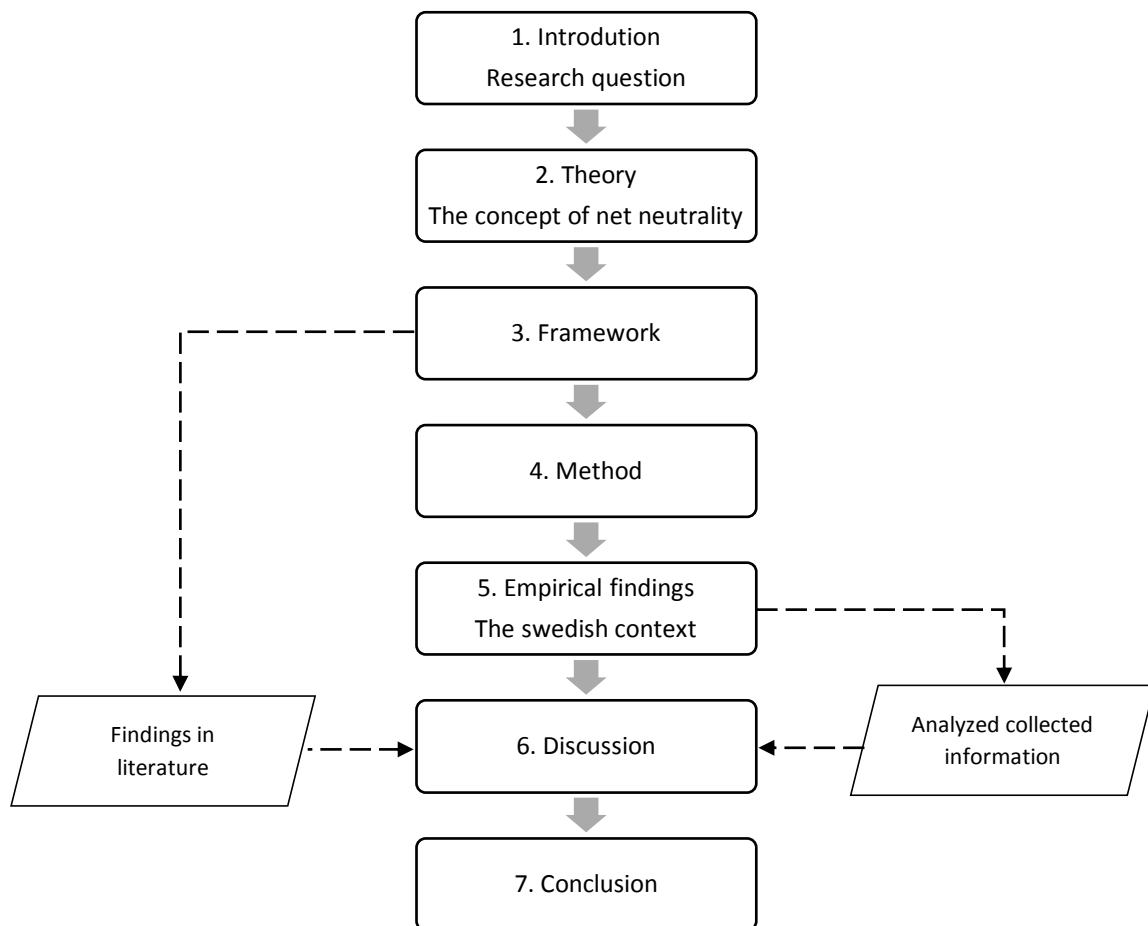 1. Introdution
Research question
2. Theory
The concept of net neutrality
3. Framework
4. Method
5. Empirical findings
The swedish context
Findings in
literature
6. Discussion
Analyzed collected
information
7. Conclusion